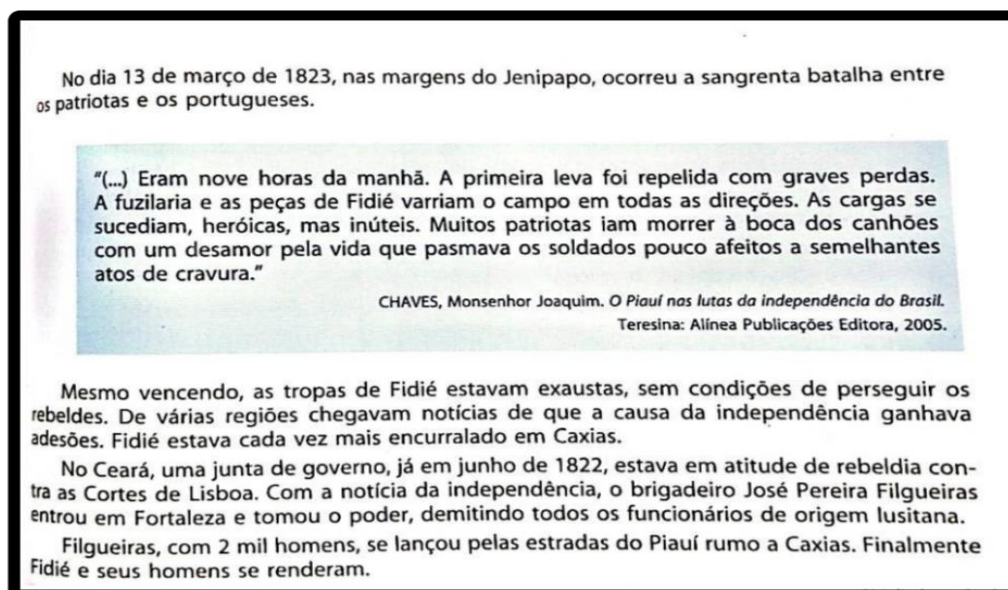 No dia 13 de março de 1823, nas margens do Jenipapo, ocorreu a sangrenta batalha entre
os patriotas e os portugueses.
"(...) Eram nove horas da manhã. A primeira leva foi repelida com graves perdas.
A fuzilaria e as peças de Fidié varriam o campo em todas as direções. As cargas se
sucediam, heróicas, mas inúteis. Muitos patriotas iam morrer à boca dos canhões
com um desamor pela vida que pasmava os soldados pouco afeitos a semelhantes
atos de cravura."
CHAVES, Monsenhor Joaquim. O Piauí nas lutas da independência do Brasil.
Teresina: Alínea Publicações Editora, 2005.
Mesmo vencendo, as tropas de Fidié estavam exaustas, sem condições de perseguir os
rebeldes. De várias regiões chegavam notícias de que a causa da independência ganhava
adesões. Fidié estava cada vez mais encurralado em Caxias.
No Ceará, uma junta de governo, já em junho de 1822, estava em atitude de rebeldia con-
tra as Cortes de Lisboa. Com a notícia da independência, o brigadeiro José Pereira Filgueiras
entrou em Fortaleza e tomou o poder, demitindo todos os funcionários de origem lusitana.
Filgueiras, com 2 mil homens, se lançou pelas estradas do Piauí rumo a Caxias. Finalmente
Fidié e seus homens se renderam.